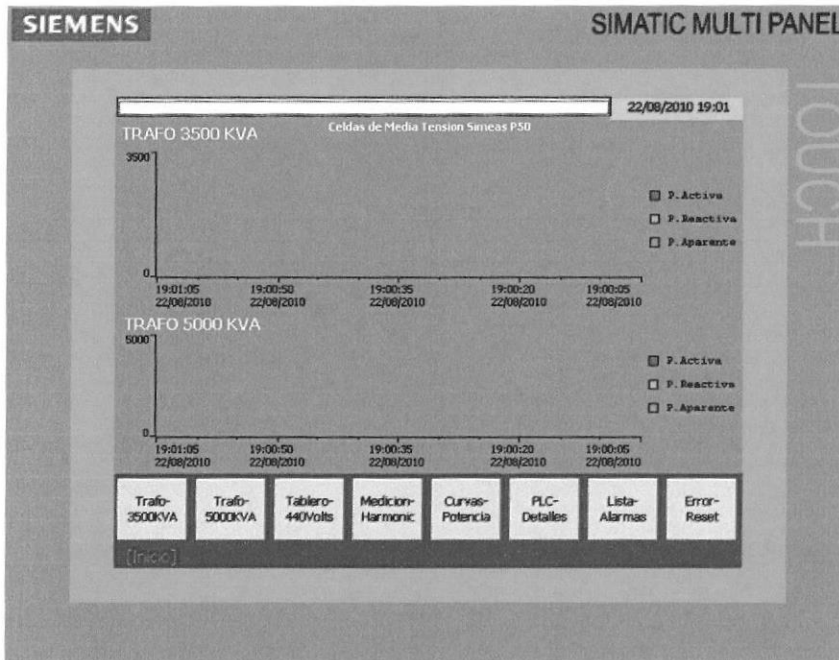 SIEMENS
SIMATIC MULTI PANEL
TOUCH
22/08/2010 19:01
Celdas de Media Tension Simeas P50
TRAFO 3500 KVA
3500
P.Activa
P.Reactiva
P.Aparente
0
19:01:05 19:00:50 19:00:35 19:00:20 19:00:05
22/08/2010 22/08/2010 22/08/2010 22/08/2010 22/08/2010
TRAFO 5000 KVA
5000
P.Activa
P.Reactiva
P.Aparente
0
19:01:05 19:00:50 19:00:35 19:00:20 19:00:05
22/08/2010 22/08/2010 22/08/2010 22/08/2010 22/08/2010
Trafo- Trafo- Tablero- Medicion- Curvas- PLC- Lista- Error-
3500KVA 5000KVA 440Volts Harmonic Potencia Detalles Alarmas Reset
[Inicio]